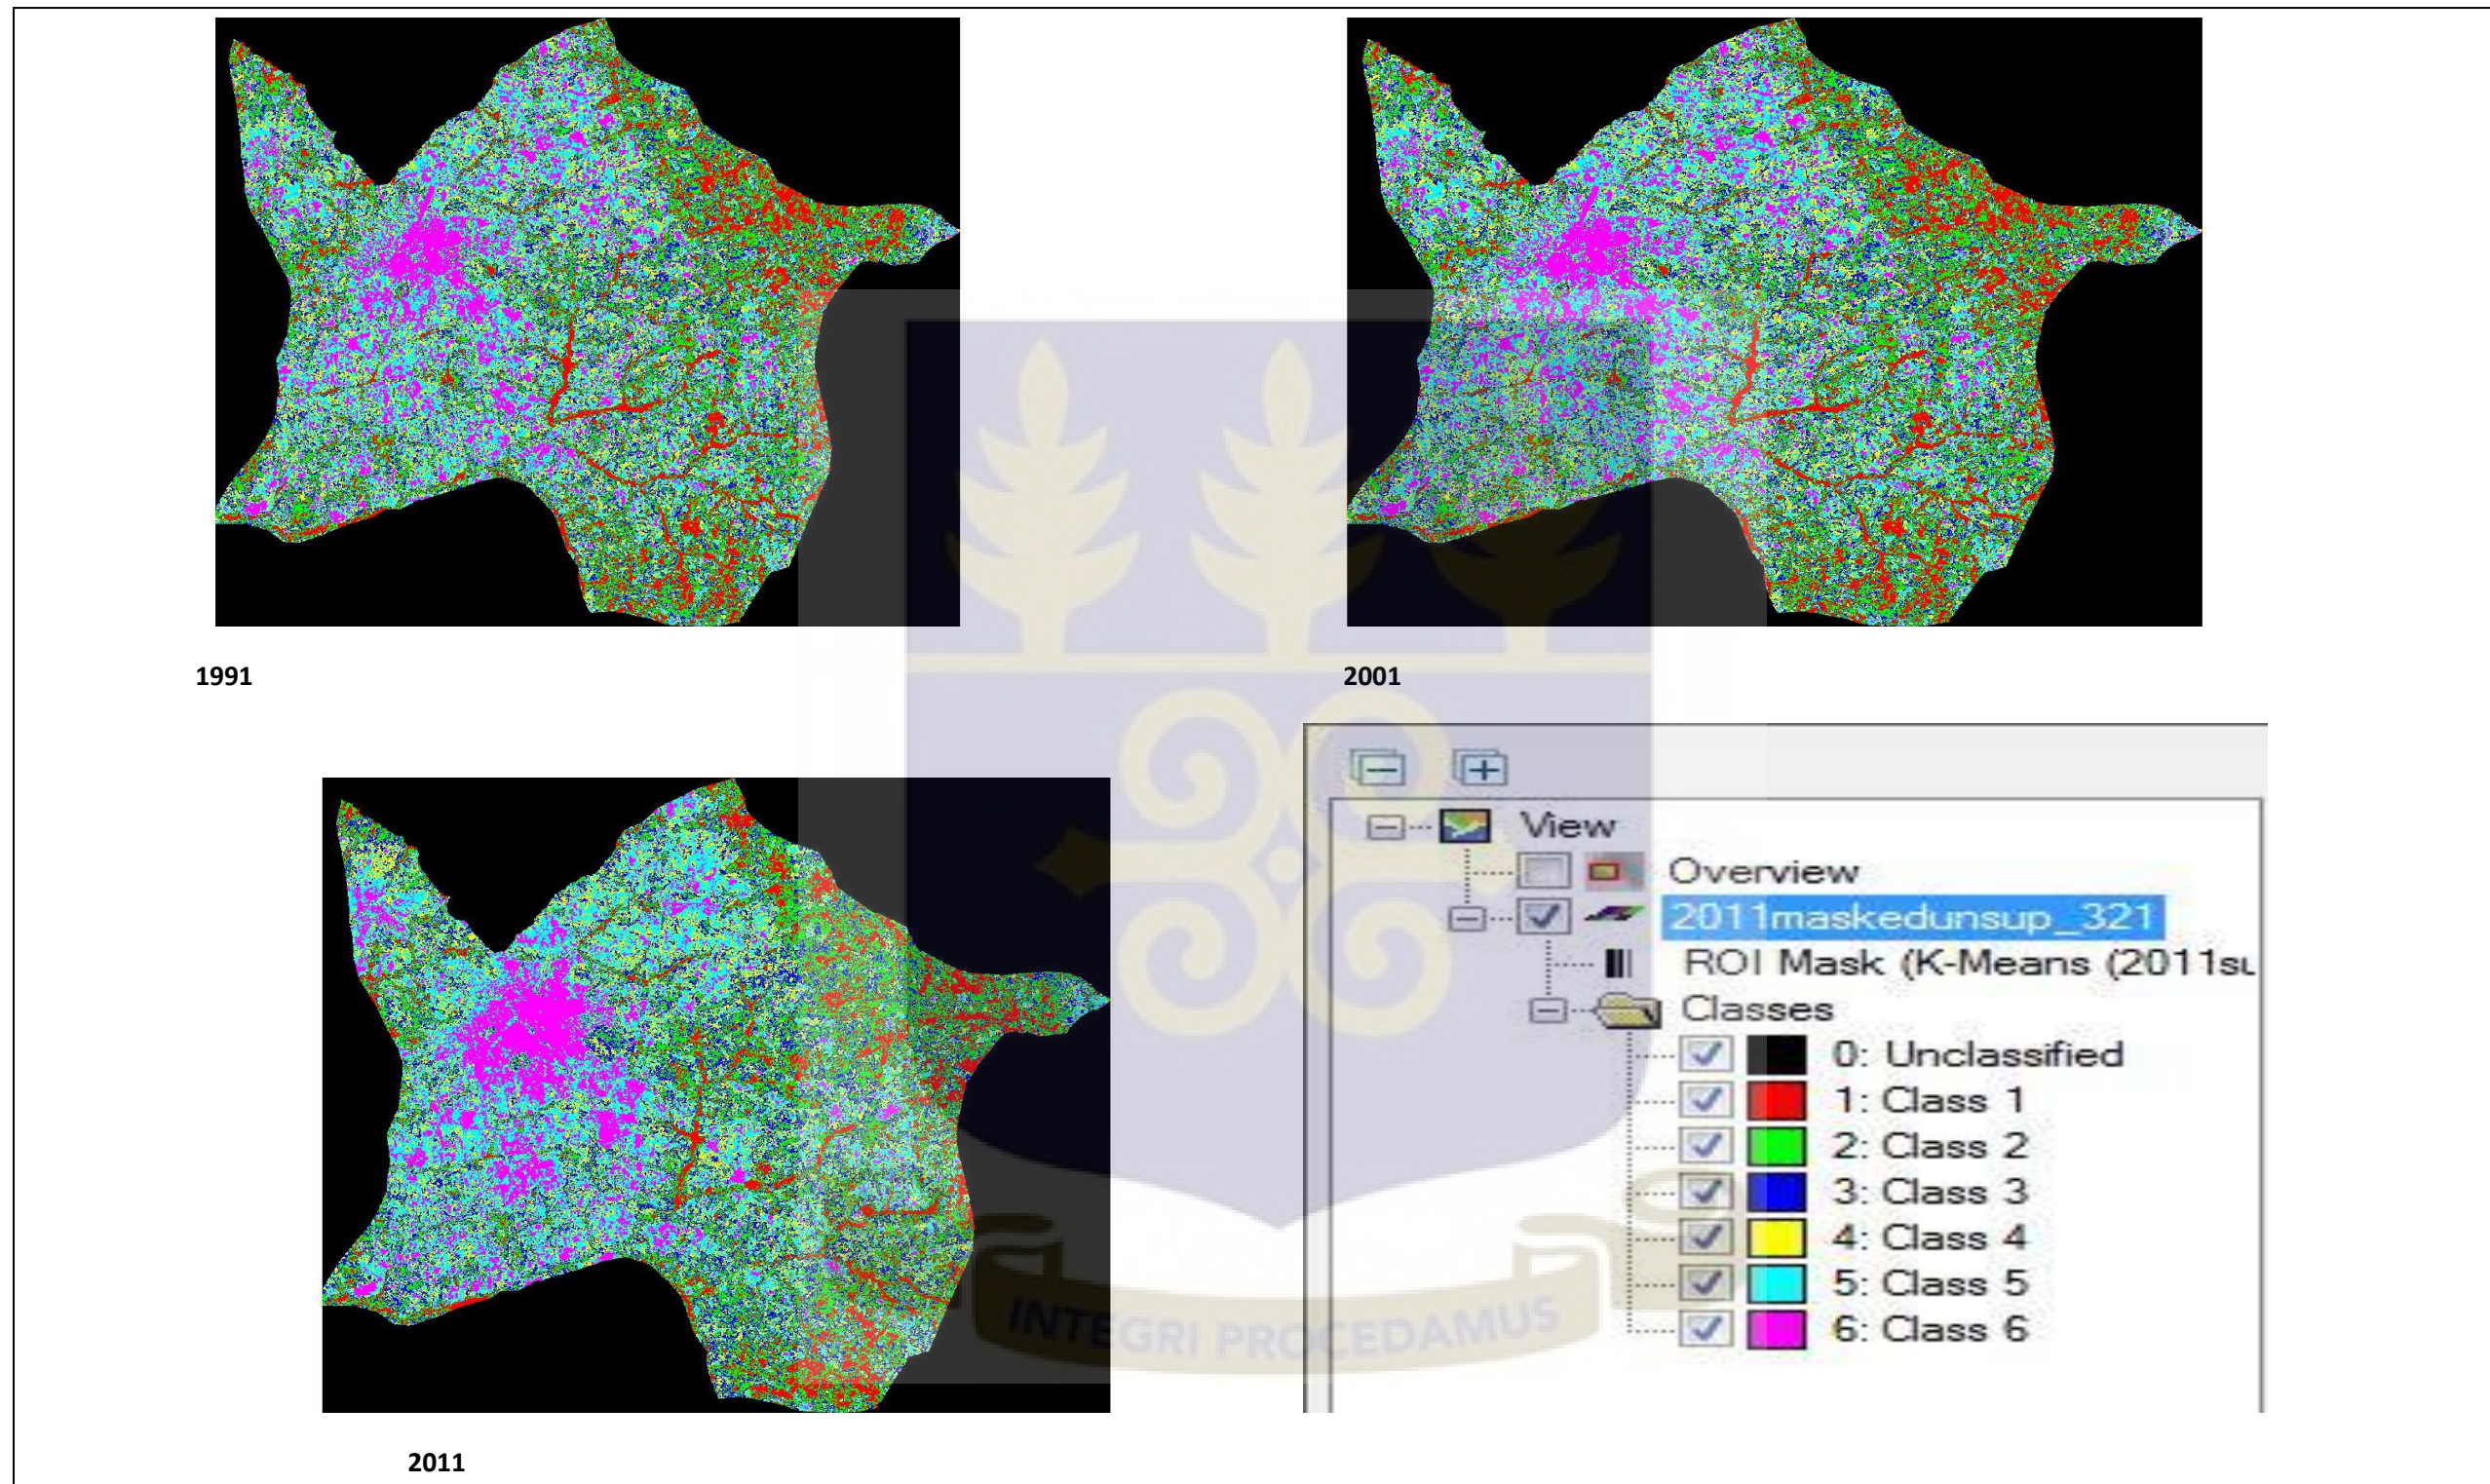 1991
2001
2011
View
Overview
2011maskedunsup_321
ROI Mask (K-Means (2011su
Classes
0: Unclassified
1: Class 1
2: Class 2
3: Class 3
4: Class 4
5: Class 5
6: Class 6
INTEGRI PROCEDAMUS